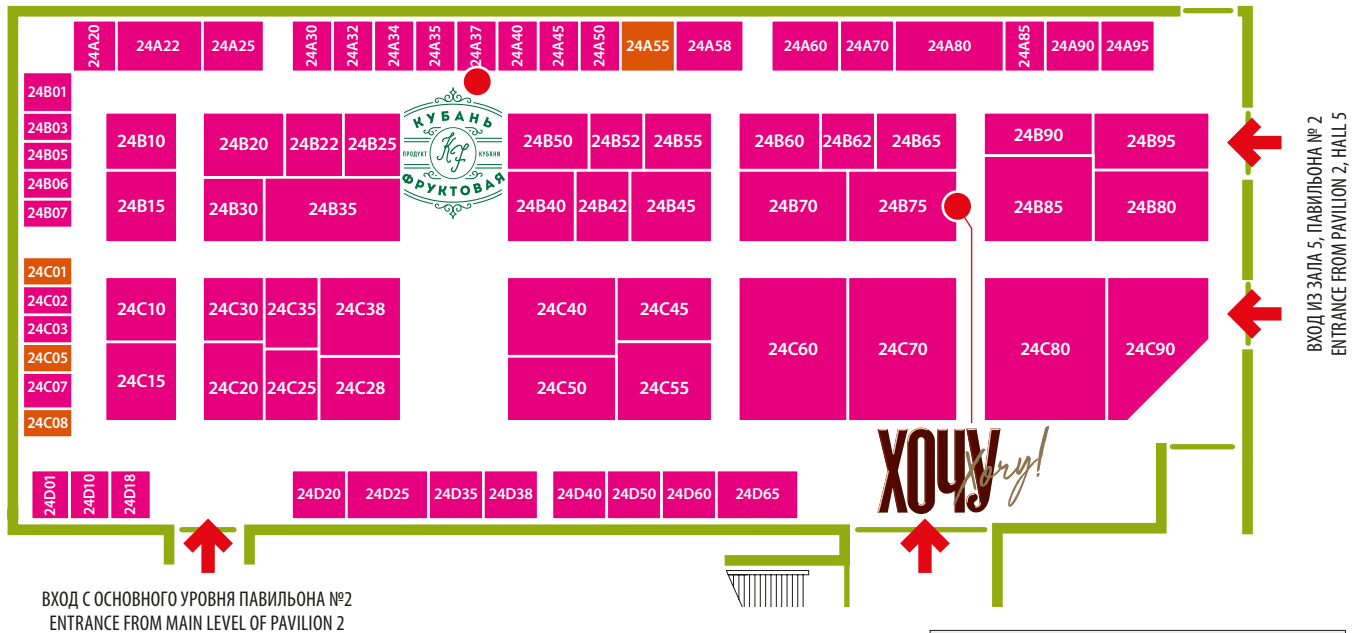 24A20
24A22
24A25
24A30
24A32
24A34
24A35
24A37
24A40
24A45
24A50
24A55
24A58
24A60
24A70
24A80
24A85
24A90
24A95
24B01
24B03
24B05
24B06
24B07
24B10
24B15
24B20
24B22
24B25
24B30
24B35
КУБАНЬ
ПРОДУКТ KF КУБАНИ
ФРУКТОВАЯ
24B50
24B52
24B55
24B40
24B42
24B45
24B60
24B62
24B65
24B70
24B75
24B90
24B95
24B85
24B80
ВХОД ИЗ ЗАЛА 5, ПАВИЛЬОНА № 2
ENTRANCE FROM PAVILION 2, HALL 5
24C01
24C02
24C03
24C05
24C07
24C08
24C10
24C15
24C30
24C35
24C38
24C20
24C25
24C28
24C40
24C45
24C50
24C55
24C60
24C70
24C80
24C90
ХОЧУ
Хочу!
24D01
24D10
24D18
24D20
24D25
24D35
24D38
24D40
24D50
24D60
24D65
ВХОД С ОСНОВНОГО УРОВНЯ ПАВИЛЬОНА №2
ENTRANCE FROM MAIN LEVEL OF PAVILION 2